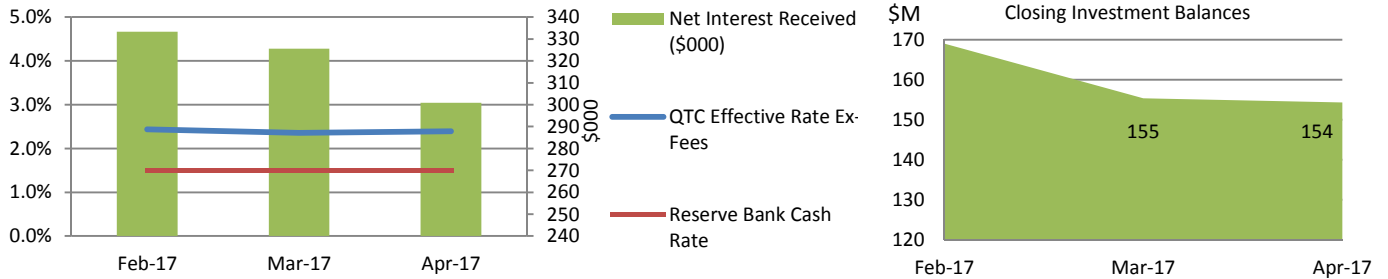 5.0%
4.0%
3.0%
2.0%
1.0%
0.0%
340
330
320
310
300
290
280
270
260
250
240
$000
Feb-17
Mar-17
Apr-17
Net Interest Received
($000)
QTC Effective Rate Ex-
Fees
Reserve Bank Cash
Rate
$M
Closing Investment Balances
170
160
150
140
130
120
155
154
Feb-17
Mar-17
Apr-17